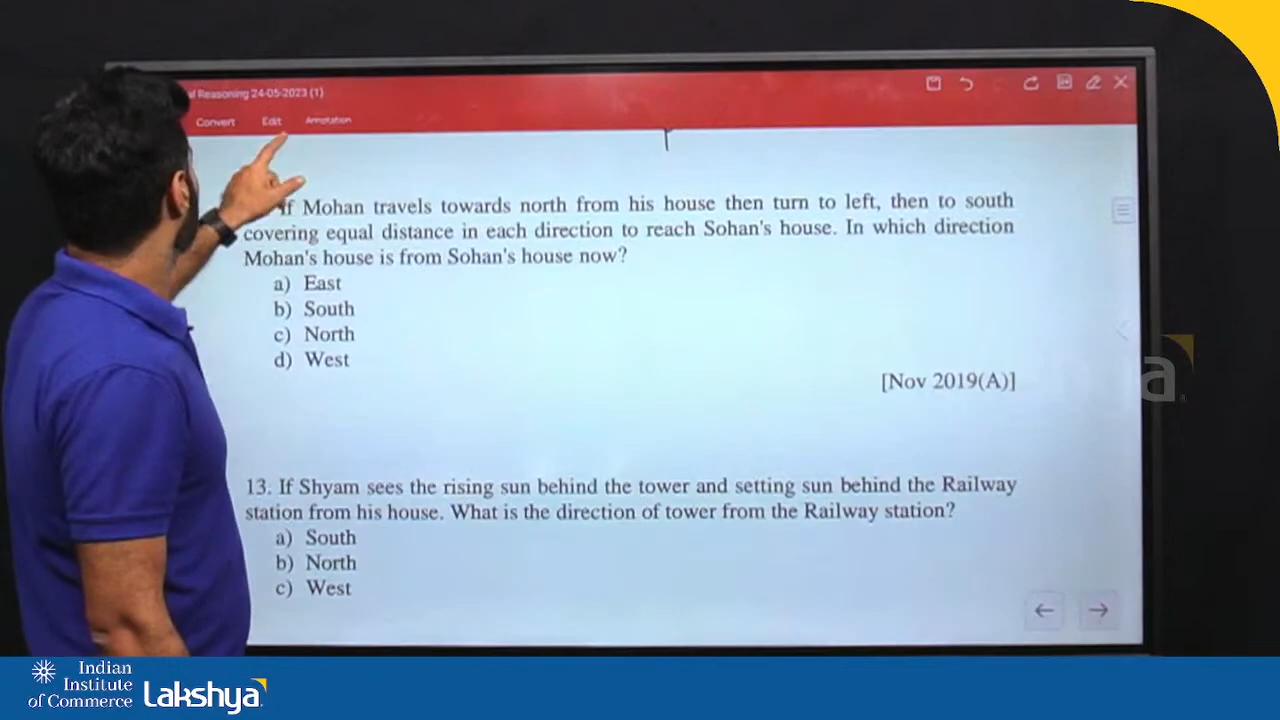 Reasoning 24-05-2023 (1)
Convert Edit Annotation
If Mohan travels towards north from his house then turn to left, then to south
covering equal distance in each direction to reach Sohan's house. In which direction
Mohan's house is from Sohan's house now?
a) East
b) South
c) North
d) West
[Nov 2019(A)]
13. If Shyam sees the rising sun behind the tower and setting sun behind the Railway
station from his house. What is the direction of tower from the Railway station?
a) South
b) North
c) West
Indian
Institute
of Commerce
Lakshya